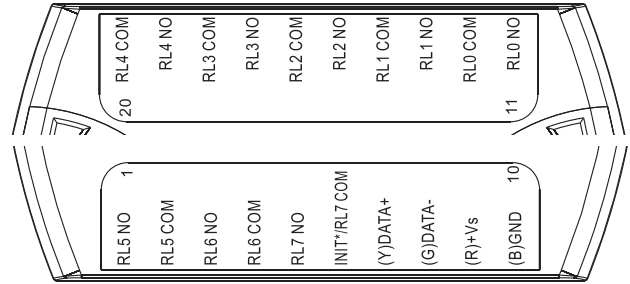 RL4 COM
RL4 NO
RL3 COM
RL3 NO
RL2 COM
RL2 NO
RL1 COM
RL1 NO
RL0 COM
RL0 NO
20
11
1
10
RL5 NO
RL5 COM
RL6 NO
RL6 COM
RL7 NO
INIT*/RL7 COM
(Y)DATA+
(G)DATA-
(R)+Vs
(B)GND